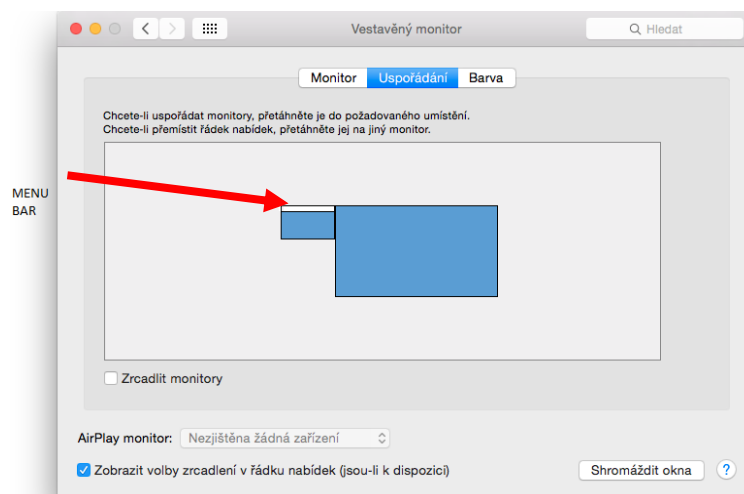 Vestavěný monitor
Hledat
Monitor
Uspořádání
Barva
Chcete-li uspořádat monitory, přetáhněte je do požadovaného umístění.
Chcete-li přemístit řádek nabídek, přetáhněte jej na jiný monitor.
MENU
BAR
Zrcadlit monitory
AirPlay monitor: Nezjištěna žádná zařízení
Zobrazit volby zrcadlení v řádku nabídek (jsou-li k dispozici)
Shromáždit okna
?